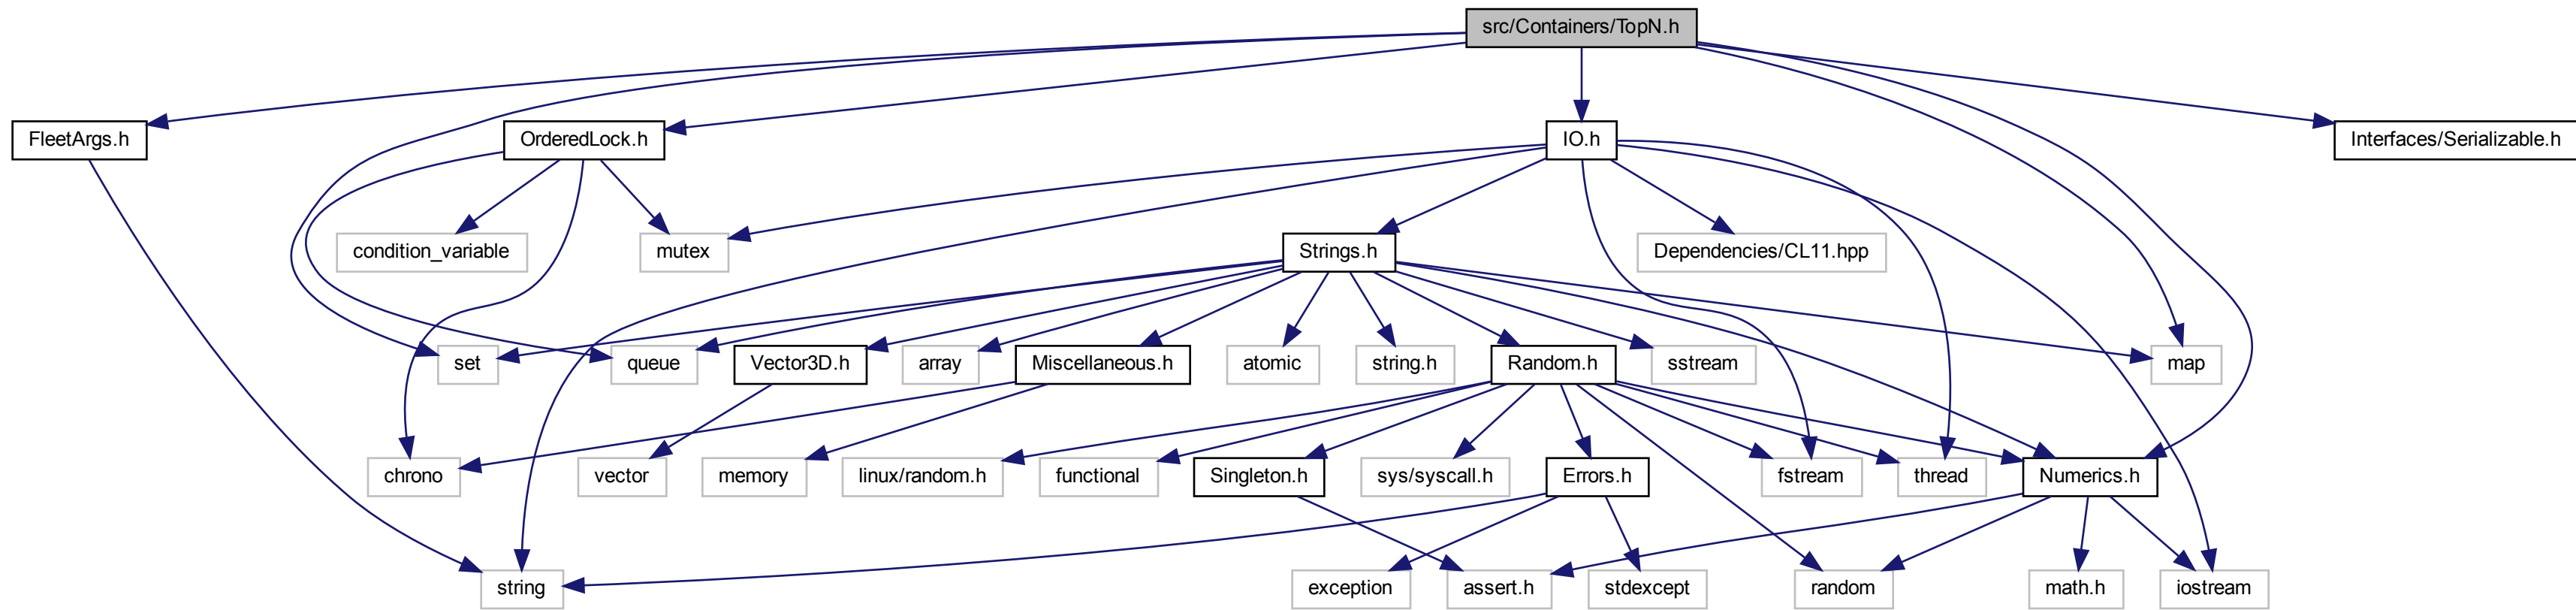 src/Containers/TopN.h
FleetArgs.h
OrderedLock.h
IO.h
Interfaces/Serializable.h
condition_variable
mutex
Strings.h
Dependencies/CL11.hpp
set
queue
Vector3D.h
array
Miscellaneous.h
atomic
string.h
Random.h
sstream
map
chrono
vector
memory
linux/random.h
functional
Singleton.h
sys/syscall.h
Errors.h
fstream
thread
Numerics.h
string
exception
assert.h
stdexcept
random
math.h
iostream